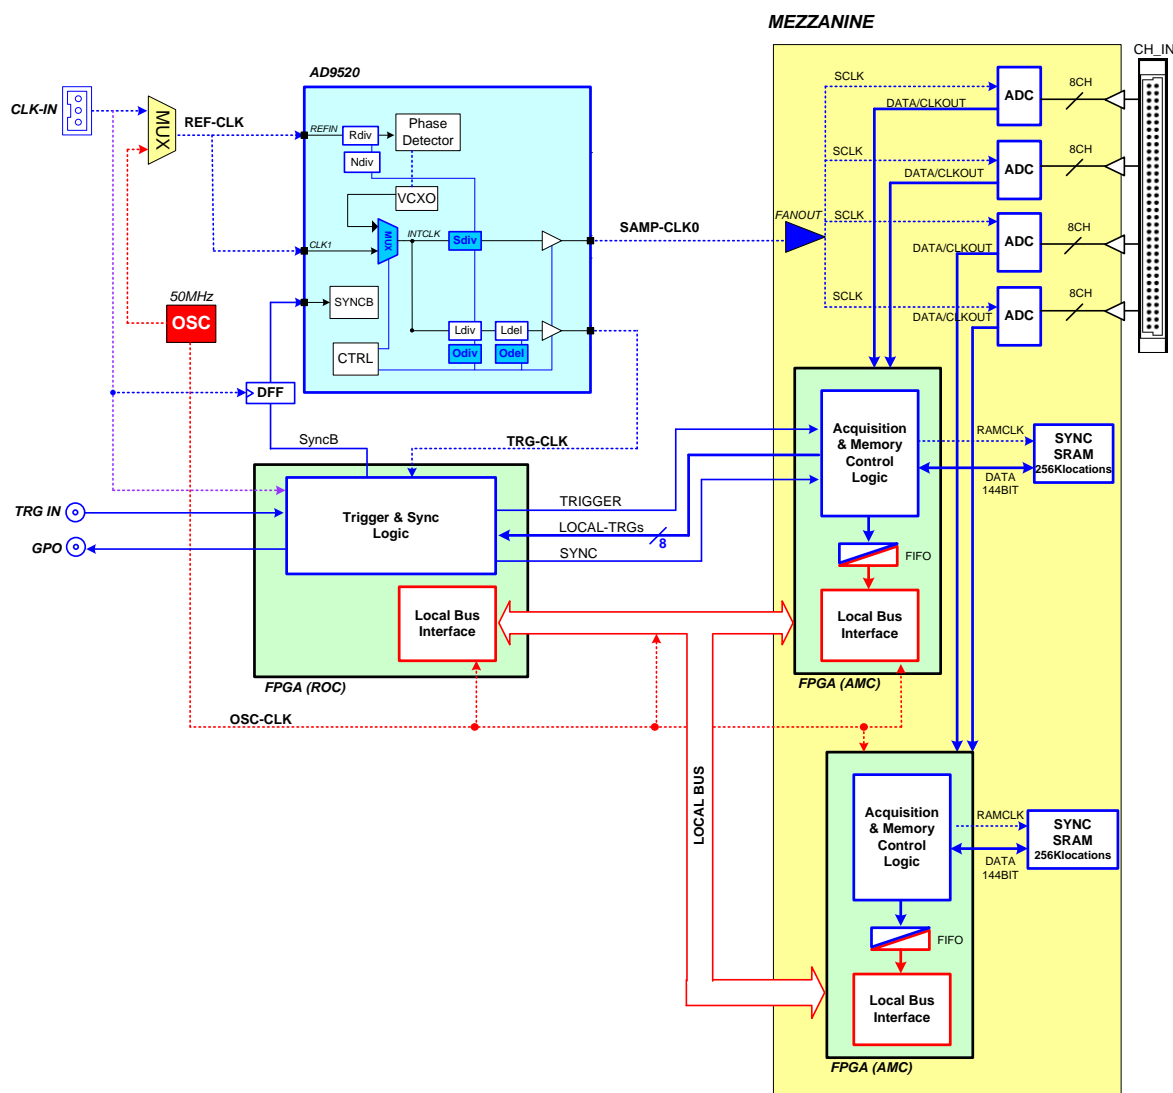 MEZZANINE
CH_IN
AD9520
CLK-IN
MUX
REF-CLK
REFIN
Rdiv
Ndiv
Phase
Detector
VCXO
MUX
CLK1
INTCLK
Sdiv
SYNCB
Ldiv
Ldel
Odiv
Odel
CTRL
50MHz
OSC
DFF
SyncB
TRG-CLK
SAMP-CLK0
FANOUT
SCLK
DATA/CLKOUT
ADC
8CH
SCLK
DATA/CLKOUT
ADC
8CH
SCLK
DATA/CLKOUT
ADC
8CH
SCLK
DATA/CLKOUT
ADC
8CH
TRG IN
GPO
Trigger & Sync
Logic
TRIGGER
LOCAL-TRGs
8
SYNC
Local Bus
Interface
FPGA (ROC)
OSC-CLK
LOCAL BUS
Acquisition
& Memory
Control
Logic
RAMCLK
SYNC
SRAM
256Klocations
DATA
144BIT
FIFO
Local Bus
Interface
FPGA (AMC)
Acquisition
& Memory
Control
Logic
RAMCLK
SYNC
SRAM
256Klocations
DATA
144BIT
FIFO
Local Bus
Interface
FPGA (AMC)